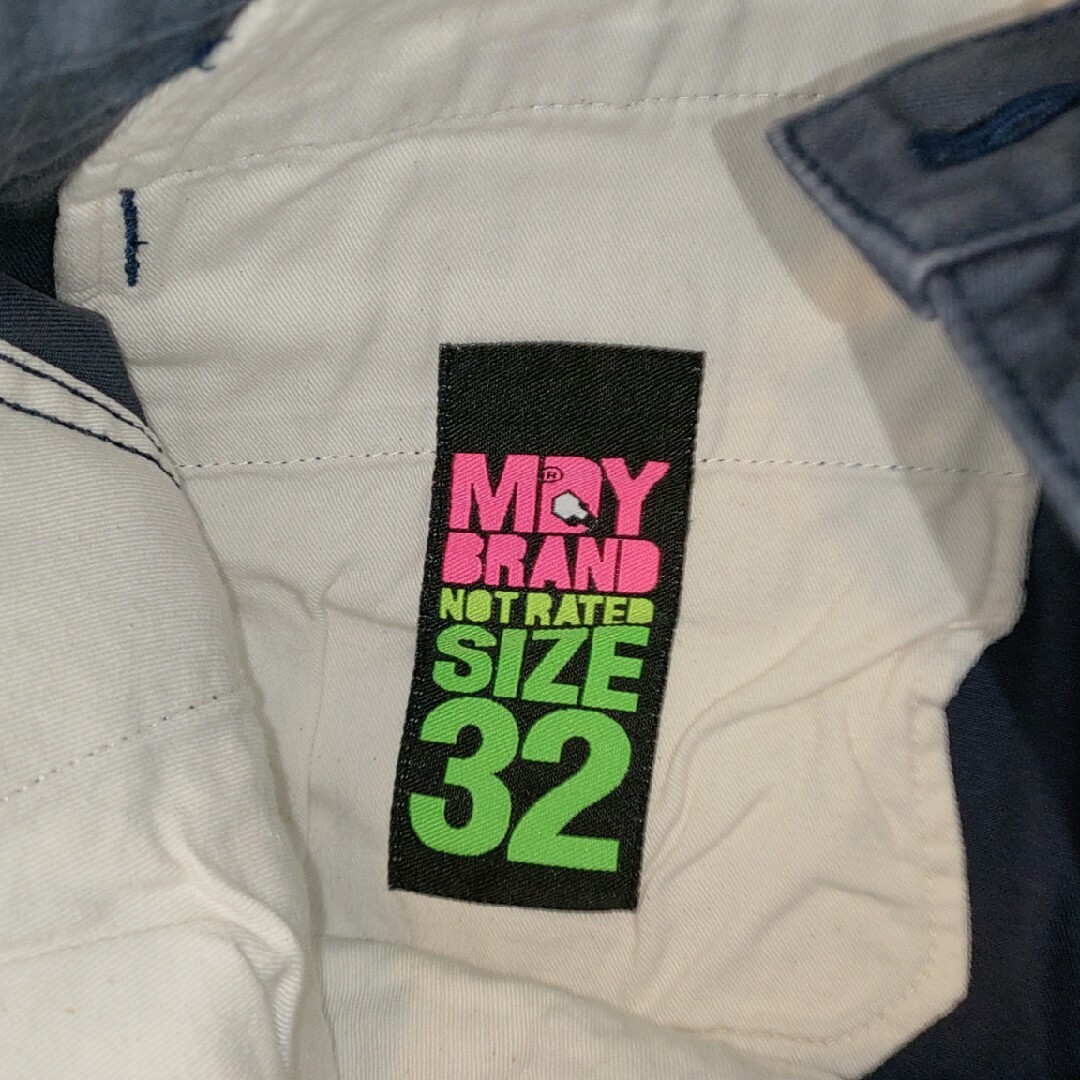 MDY®
BRAND
NOT RATED
SIZE
32